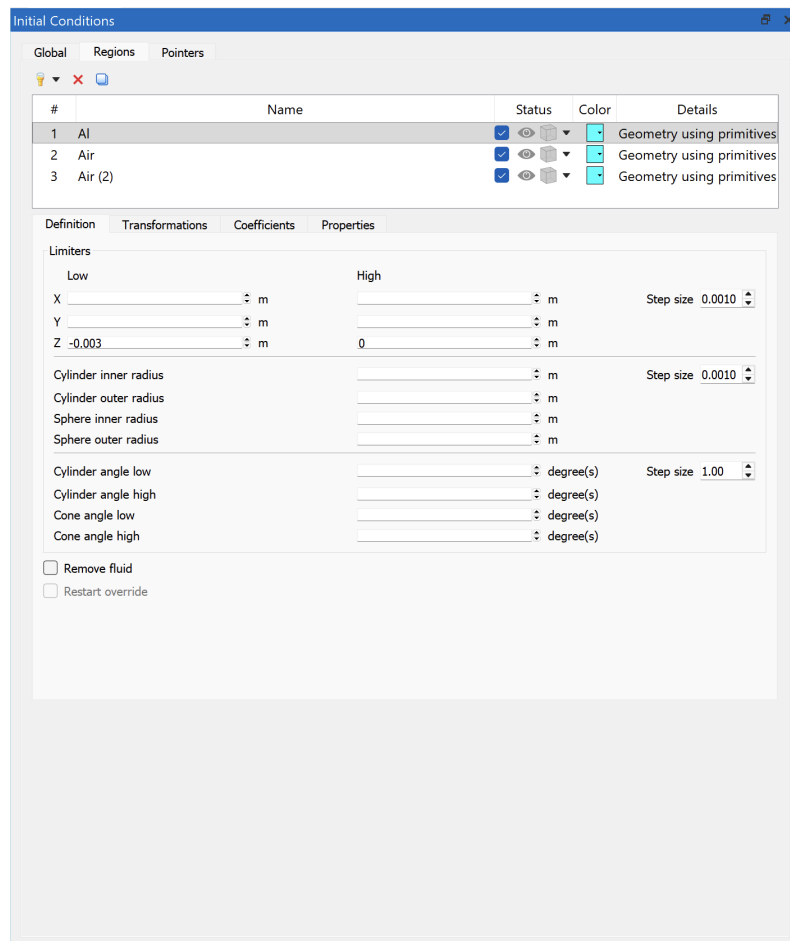 Initial Conditions
Global Regions Pointers
# Name Status Color Details
1 Al Geometry using primitives
2 Air Geometry using primitives
3 Air (2) Geometry using primitives
Definition Transformations Coefficients Properties
Limiters
Low High
X m m Step size 0.0010
Y m m
Z -0.003 m 0 m
Cylinder inner radius m Step size 0.0010
Cylinder outer radius m
Sphere inner radius m
Sphere outer radius m
Cylinder angle low degree(s) Step size 1.00
Cylinder angle high degree(s)
Cone angle low degree(s)
Cone angle high degree(s)
Remove fluid
Restart override